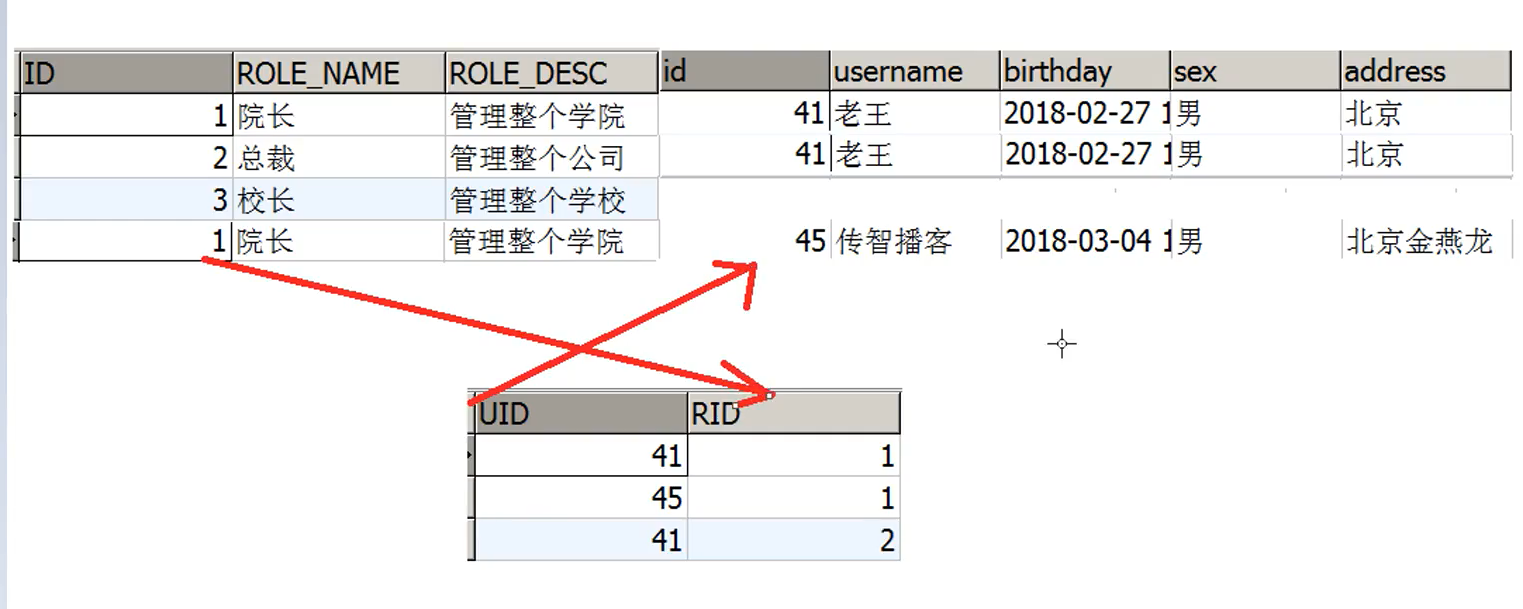 ID ROLE_NAME ROLE_DESC id username birthday sex address
1 院长 管理整个学院 41 老王 2018-02-27 1 男 北京
2 总裁 管理整个公司 41 老王 2018-02-27 1 男 北京
3 校长 管理整个学校
1 院长 管理整个学院 45 传智播客 2018-03-04 1 男 北京金燕龙
UID RID
41 1
45 1
41 2